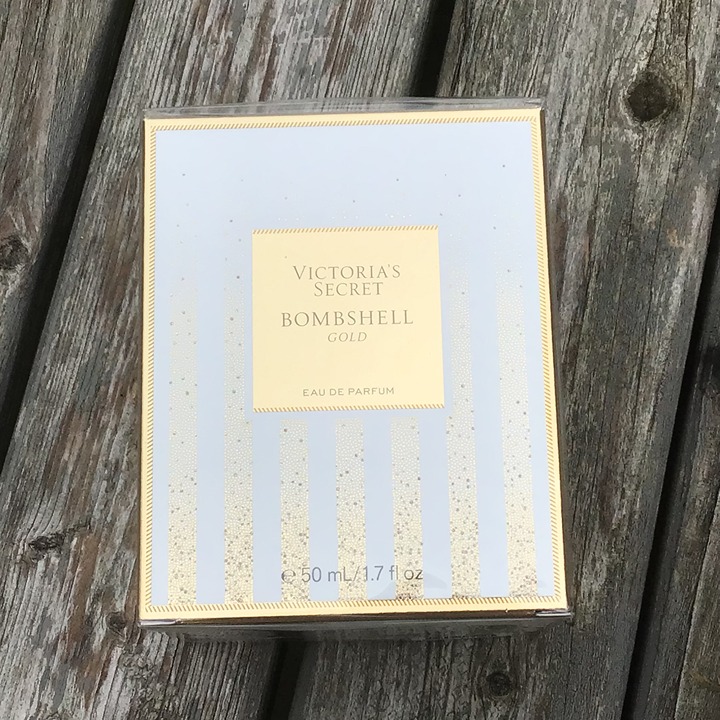 VICTORIA'S
SECRET
BOMBSHELL
GOLD
EAU DE PARFUM
℮ 50 mL/1.7 fl oz